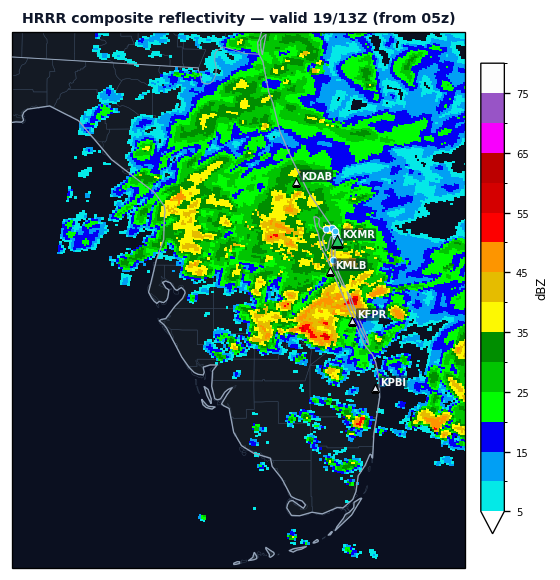 HRRR composite reflectivity — valid 19/13Z (from 05z)
KDAB
KXMR
KMLB
KFPR
KPBI
75
65
55
45
35
25
15
5
dBZ